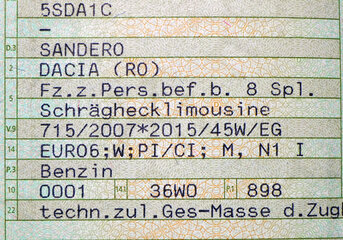 5SDA1C
–
D.3 SANDERO
2 DACIA (RO)
Fz.z.Pers.bef.b. 8 Spl.
5 Schräghecklimousine
V.9 715/2007*2015/45W/EG
14 EURO6;W;PI/CI; M, N1 I
P.3 Benzin
10 0001 14.1 36W0 P.1 898
22 techn.zul.Ges-Masse d.Zugl